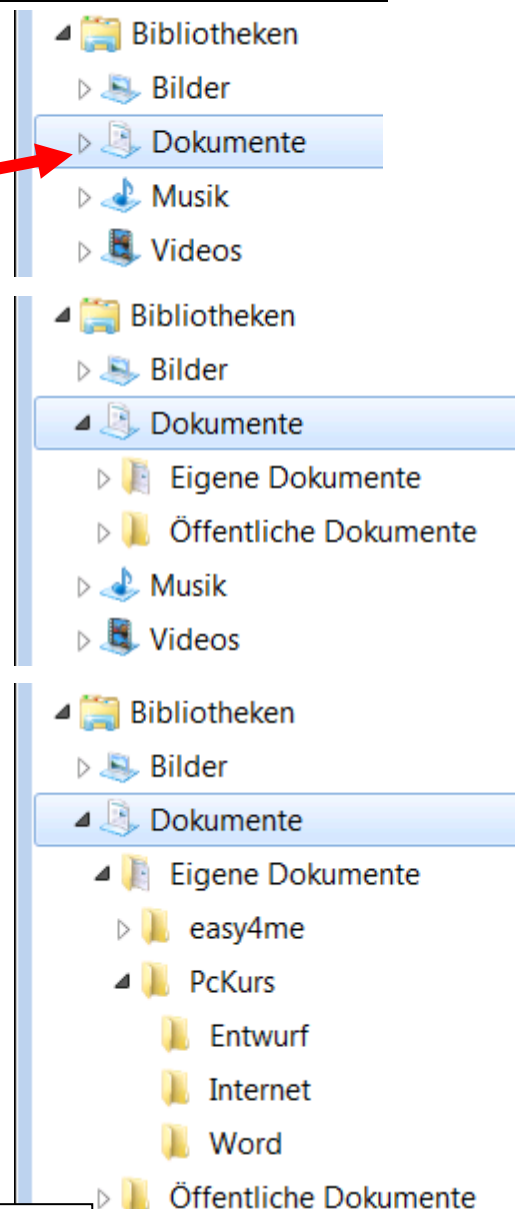 Bibliotheken
Bilder
Dokumente
Musik
Videos
Bibliotheken
Bilder
Dokumente
Eigene Dokumente
Öffentliche Dokumente
Musik
Videos
Bibliotheken
Bilder
Dokumente
Eigene Dokumente
easy4me
PcKurs
Entwurf
Internet
Word
Öffentliche Dokumente